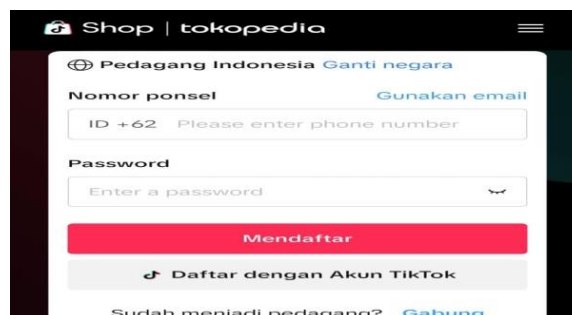 Shop | tokopedia
Pedagang Indonesia Ganti negara
Nomor ponsel Gunakan email
ID +62 Please enter phone number
Password
Enter a password
Mendaftar
Daftar dengan Akun TikTok
Sudah menjadi pedagang? Gabung